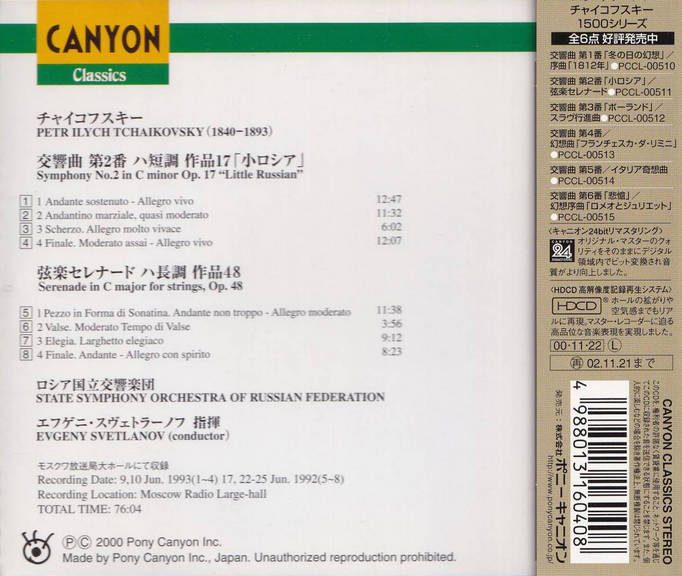 CANYON
Classics
チャイコフスキー
PETR ILYCH TCHAIKOVSKY (1840-1893)
交響曲 第2番 ハ短調 作品17「小ロシア」
Symphony No.2 in C minor Op. 17 “Little Russian”
1 1 Andante sostenuto - Allegro vivo 12:47
2 2 Andantino marziale, quasi moderato 11:32
3 3 Scherzo. Allegro molto vivace 6:02
4 4 Finale. Moderato assai - Allegro vivo 12:07
弦楽セレナード ハ長調 作品48
Serenade in C major for strings, Op. 48
5 1 Pezzo in Forma di Sonatina. Andante non troppo - Allegro moderato 11:38
6 2 Valse. Moderato Tempo di Valse 3:56
7 3 Elegia. Larghetto elegiaco 9:12
8 4 Finale. Andante - Allegro con spirito 8:23
ロシア国立交響楽団
STATE SYMPHONY ORCHESTRA OF RUSSIAN FEDERATION
エフゲニ・スヴェトラーノフ 指揮
EVGENY SVETLANOV (conductor)
モスクワ放送局大ホールにて収録
Recording Date: 9,10 Jun. 1993(1~4) 17, 22-25 Jun. 1992(5~8)
Recording Location: Moscow Radio Large-hall
TOTAL TIME: 76:04
Ⓟ Ⓒ 2000 Pony Canyon Inc.
Made by Pony Canyon Inc., Japan. Unauthorized reproduction prohibited.
チャイコフスキー
1500シリーズ
全6点 好評発売中
交響曲 第1番「冬の日の幻想」/
序曲「1812年」●PCCL-00510
交響曲 第2番「小ロシア」/
弦楽セレナード●PCCL-00511
交響曲 第3番「ポーランド」/
スラヴ行進曲●PCCL-00512
交響曲 第4番/
幻想曲「フランチェスカ・ダ・リミニ」
●PCCL-00513
交響曲 第5番/イタリア奇想曲
●PCCL-00514
交響曲 第6番「悲愴」/
幻想序曲「ロメオとジュリエット」
●PCCL-00515
〈キャニオン24bitリマスタリング〉
CANYON 24 オリジナル・マスターのクォ
リティをそのままにデジタル
領域内でビット変換され音
質がより向上しました。
〈HDCD 高解像度記録再生システム〉
HDCD® ホールの拡がりや
空気感までもリア
ルに再現。マスター・レコーダーに迫る
高品位な音楽表現を実現しました。
00・11・22 L
再 02.11.21まで
CANYON CLASSICS STEREO
4 988013 160408
発売元:株式会社 ポニーキャニオン
http://www.ponycanyon.co.jp/